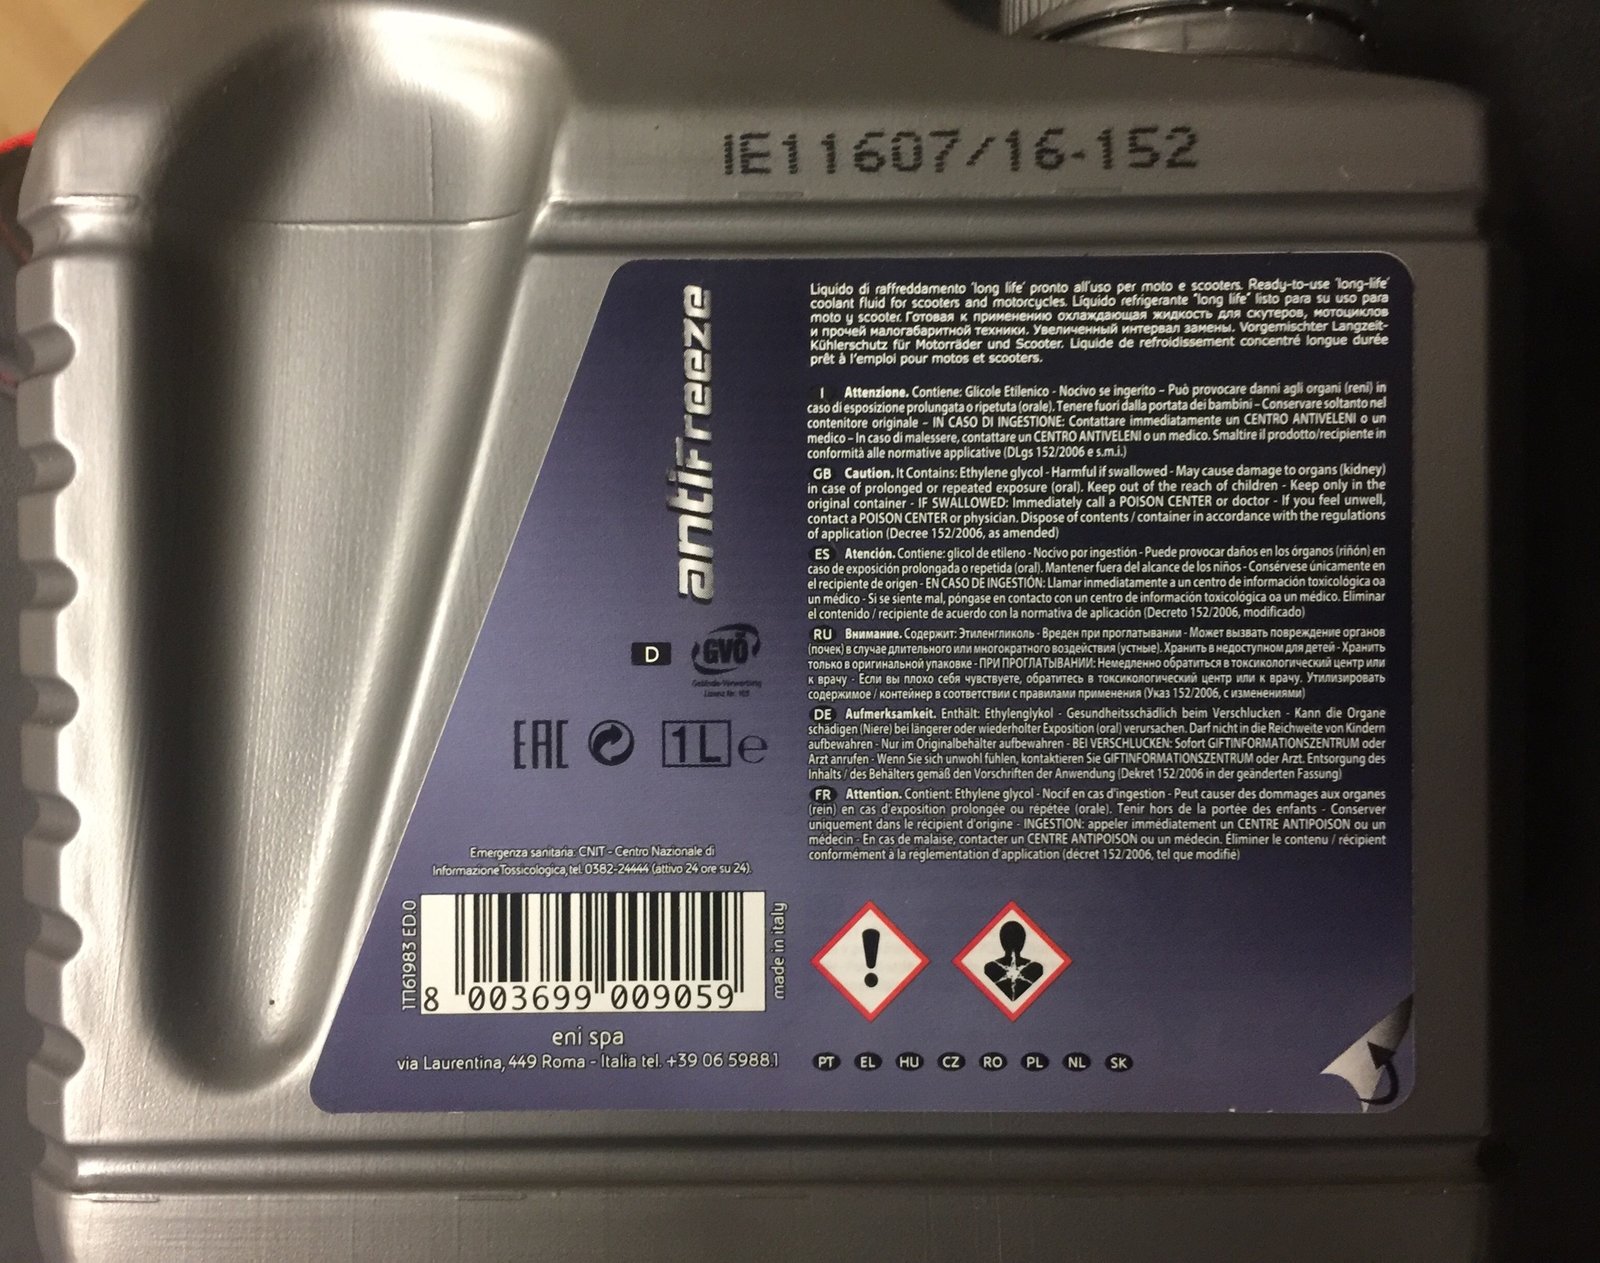 IE11607/16-152
Liquido di raffreddamento 'long life' pronto all'uso per moto e scooters. Ready-to-use 'long-life'
coolant fluid for scooters and motorcycles. Líquido refrigerante "long life" listo para su uso para
moto y scooter. Готовая к применению охлаждающая жидкость для скутеров, мотоциклов
и прочей малогабаритной техники. Увеличенный интервал замены. Vorgemischter Langzeit-
Kühlerschutz für Motorräder und Scooter. Liquide de refroidissement concentré longue durée
prêt à l'emploi pour motos et scooters.
antifreeze
I Attenzione. Contiene: Glicole Etilenico - Nocivo se ingerito – Può provocare danni agli organi (reni) in
caso di esposizione prolungata o ripetuta (orale). Tenere fuori dalla portata dei bambini – Conservare soltanto nel
contenitore originale – IN CASO DI INGESTIONE: Contattare immediatamente un CENTRO ANTIVELENI o un
medico – In caso di malessere, contattare un CENTRO ANTIVELENI o un medico. Smaltire il prodotto/recipiente in
conformità alle normative applicative (DLgs 152/2006 e s.m.i.)
GB Caution. It Contains: Ethylene glycol - Harmful if swallowed - May cause damage to organs (kidney)
in case of prolonged or repeated exposure (oral). Keep out of the reach of children - Keep only in the
original container - IF SWALLOWED: Immediately call a POISON CENTER or doctor - If you feel unwell,
contact a POISON CENTER or physician. Dispose of contents / container in accordance with the regulations
of application (Decree 152/2006, as amended)
ES Atención. Contiene: glicol de etileno - Nocivo por ingestión - Puede provocar daños en los órganos (riñón) en
caso de exposición prolongada o repetida (oral). Mantener fuera del alcance de los niños - Consérvese únicamente en
el recipiente de origen - EN CASO DE INGESTIÓN: Llamar inmediatamente a un centro de información toxicológica oa
un médico - Si se siente mal, póngase en contacto con un centro de información toxicológica oa un médico. Eliminar
el contenido / recipiente de acuerdo con la normativa de aplicación (Decreto 152/2006, modificado)
RU Внимание. Содержит: Этиленгликоль - Вреден при проглатывании - Может вызвать повреждение органов
(почек) в случае длительного или многократного воздействия (устные). Хранить в недоступном для детей - Хранить
только в оригинальной упаковке - ПРИ ПРОГЛАТЫВАНИИ: Немедленно обратиться в токсикологический центр или
к врачу - Если вы плохо себя чувствуете, обратитесь в токсикологический центр или к врачу. Утилизировать
содержимое / контейнер в соответствии с правилами применения (Указ 152/2006, с изменениями)
DE Aufmerksamkeit. Enthält: Ethylenglykol - Gesundheitsschädlich beim Verschlucken - Kann die Organe
schädigen (Niere) bei längerer oder wiederholter Exposition (oral) verursachen. Darf nicht in die Reichweite von Kindern
aufbewahren - Nur im Originalbehälter aufbewahren - BEI VERSCHLUCKEN: Sofort GIFTINFORMATIONSZENTRUM oder
Arzt anrufen - Wenn Sie sich unwohl fühlen, kontaktieren Sie GIFTINFORMATIONSZENTRUM oder Arzt. Entsorgung des
Inhalts / des Behälters gemäß den Vorschriften der Anwendung (Dekret 152/2006 in der geänderten Fassung)
FR Attention. Contient: Ethylene glycol - Nocif en cas d'ingestion - Peut causer des dommages aux organes
(rein) en cas d'exposition prolongée ou répétée (orale). Tenir hors de la portée des enfants - Conserver
uniquement dans le récipient d'origine - INGESTION: appeler immédiatement un CENTRE ANTIPOISON ou un
médecin - En cas de malaise, contacter un CENTRE ANTIPOISON ou un médecin. Éliminer le contenu / récipient
conformément à la réglementation d'application (décret 152/2006, tel que modifié)
D GVÖ
Gebinde-Verwertung
Lizenz Nr. 103
EAC 1L e
Emergenza sanitaria: CNIT - Centro Nazionale di
Informazione Tossicologica, tel. 0382-24444 (attivo 24 ore su 24).
1T161983 ED.0
8 003699 009059
made in italy
eni spa
via Laurentina, 449 Roma - Italia tel. +39 06 5988.1
PT EL HU CZ RO PL NL SK